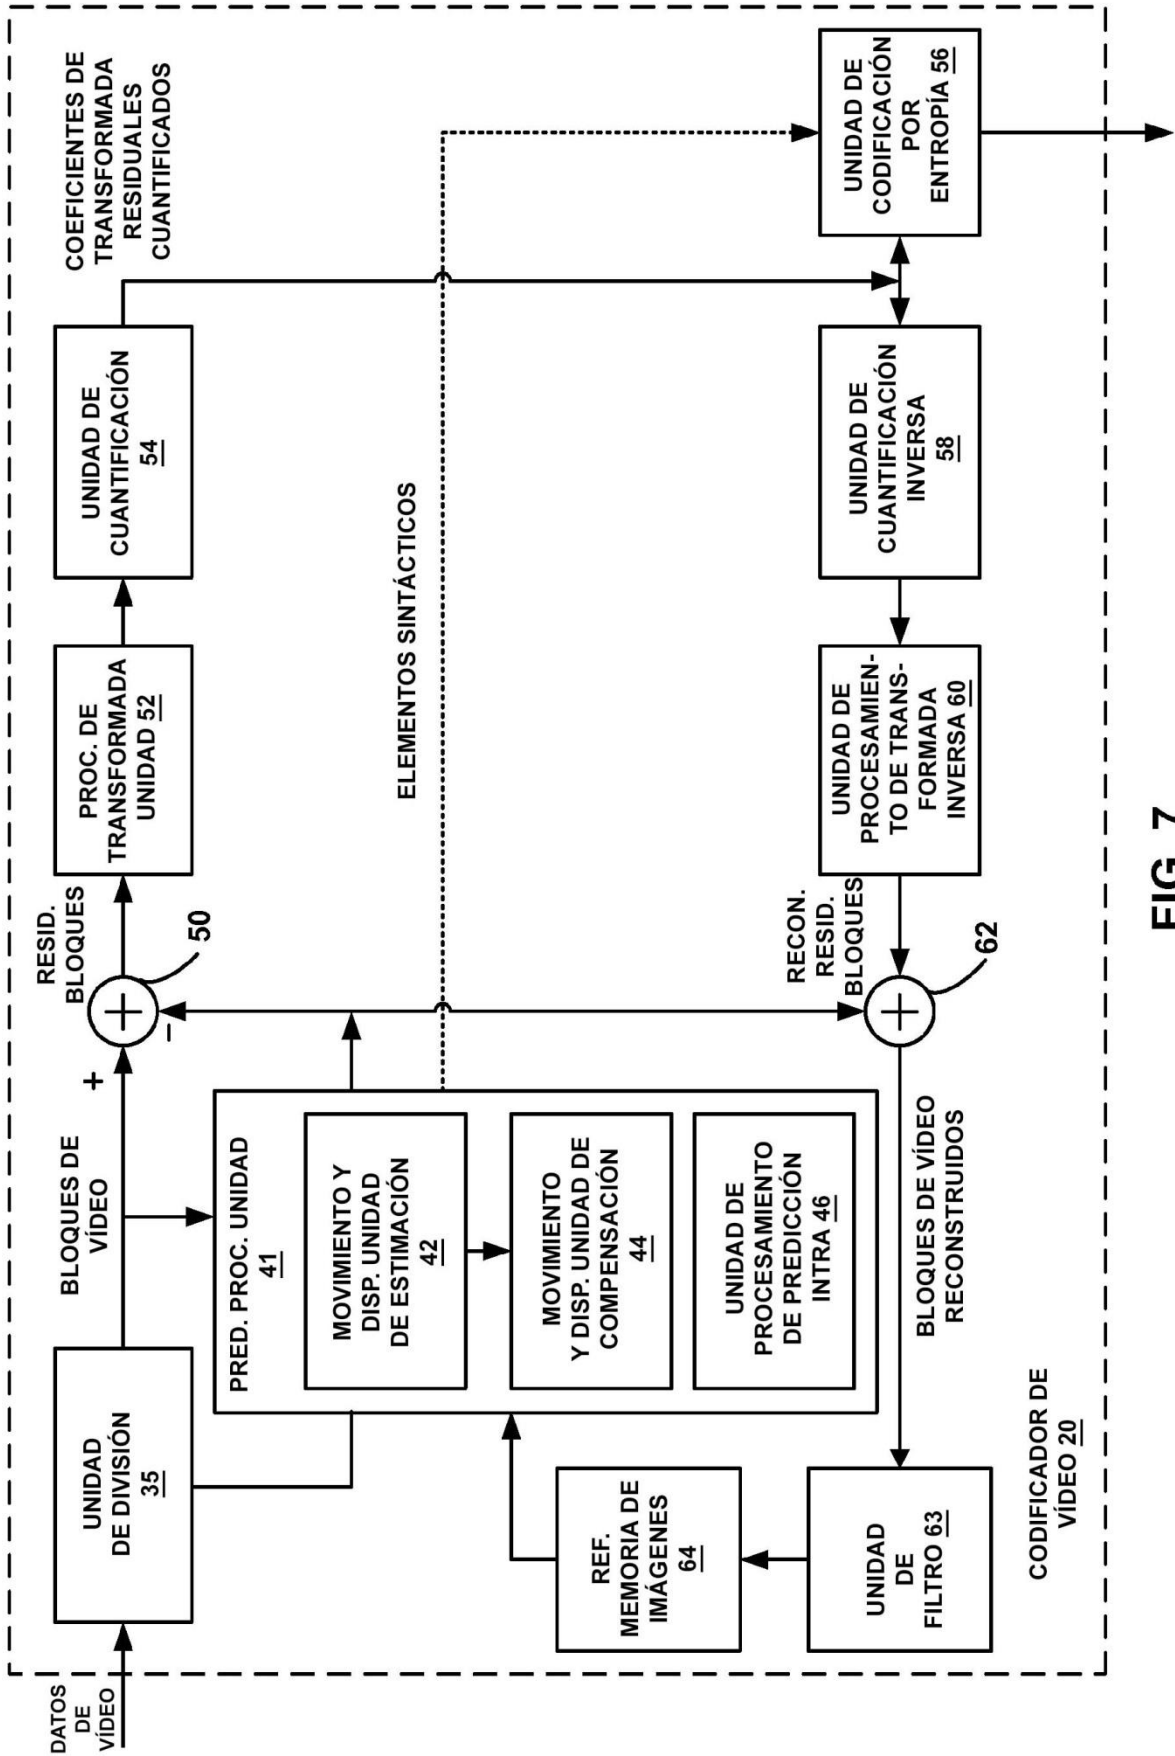 DATOS
DE
VÍDEO
UNIDAD
DE DIVISIÓN
35
BLOQUES DE
VÍDEO
+
-
50
RESID.
BLOQUES
PROC. DE
TRANSFORMADA
UNIDAD 52
UNIDAD DE
CUANTIFICACIÓN
54
COEFICIENTES DE
TRANSFORMADA
RESIDUALES
CUANTIFICADOS
PRED. PROC. UNIDAD
41
MOVIMIENTO Y
DISP. UNIDAD
DE ESTIMACIÓN
42
MOVIMIENTO
Y DISP. UNIDAD DE
COMPENSACIÓN
44
UNIDAD DE
PROCESAMIENTO
DE PREDICCIÓN
INTRA 46
ELEMENTOS SINTÁCTICOS
REF.
MEMORIA DE
IMÁGENES
64
UNIDAD
DE
FILTRO 63
BLOQUES DE VÍDEO
RECONSTRUIDOS
62
RECON.
RESID.
BLOQUES
UNIDAD DE
PROCESAMIEN-
TO DE TRANS-
FORMADA
INVERSA 60
UNIDAD DE
CUANTIFICACIÓN
INVERSA
58
UNIDAD DE
CODIFICACIÓN
POR
ENTROPÍA 56
CODIFICADOR DE
VÍDEO 20
FIG. 7